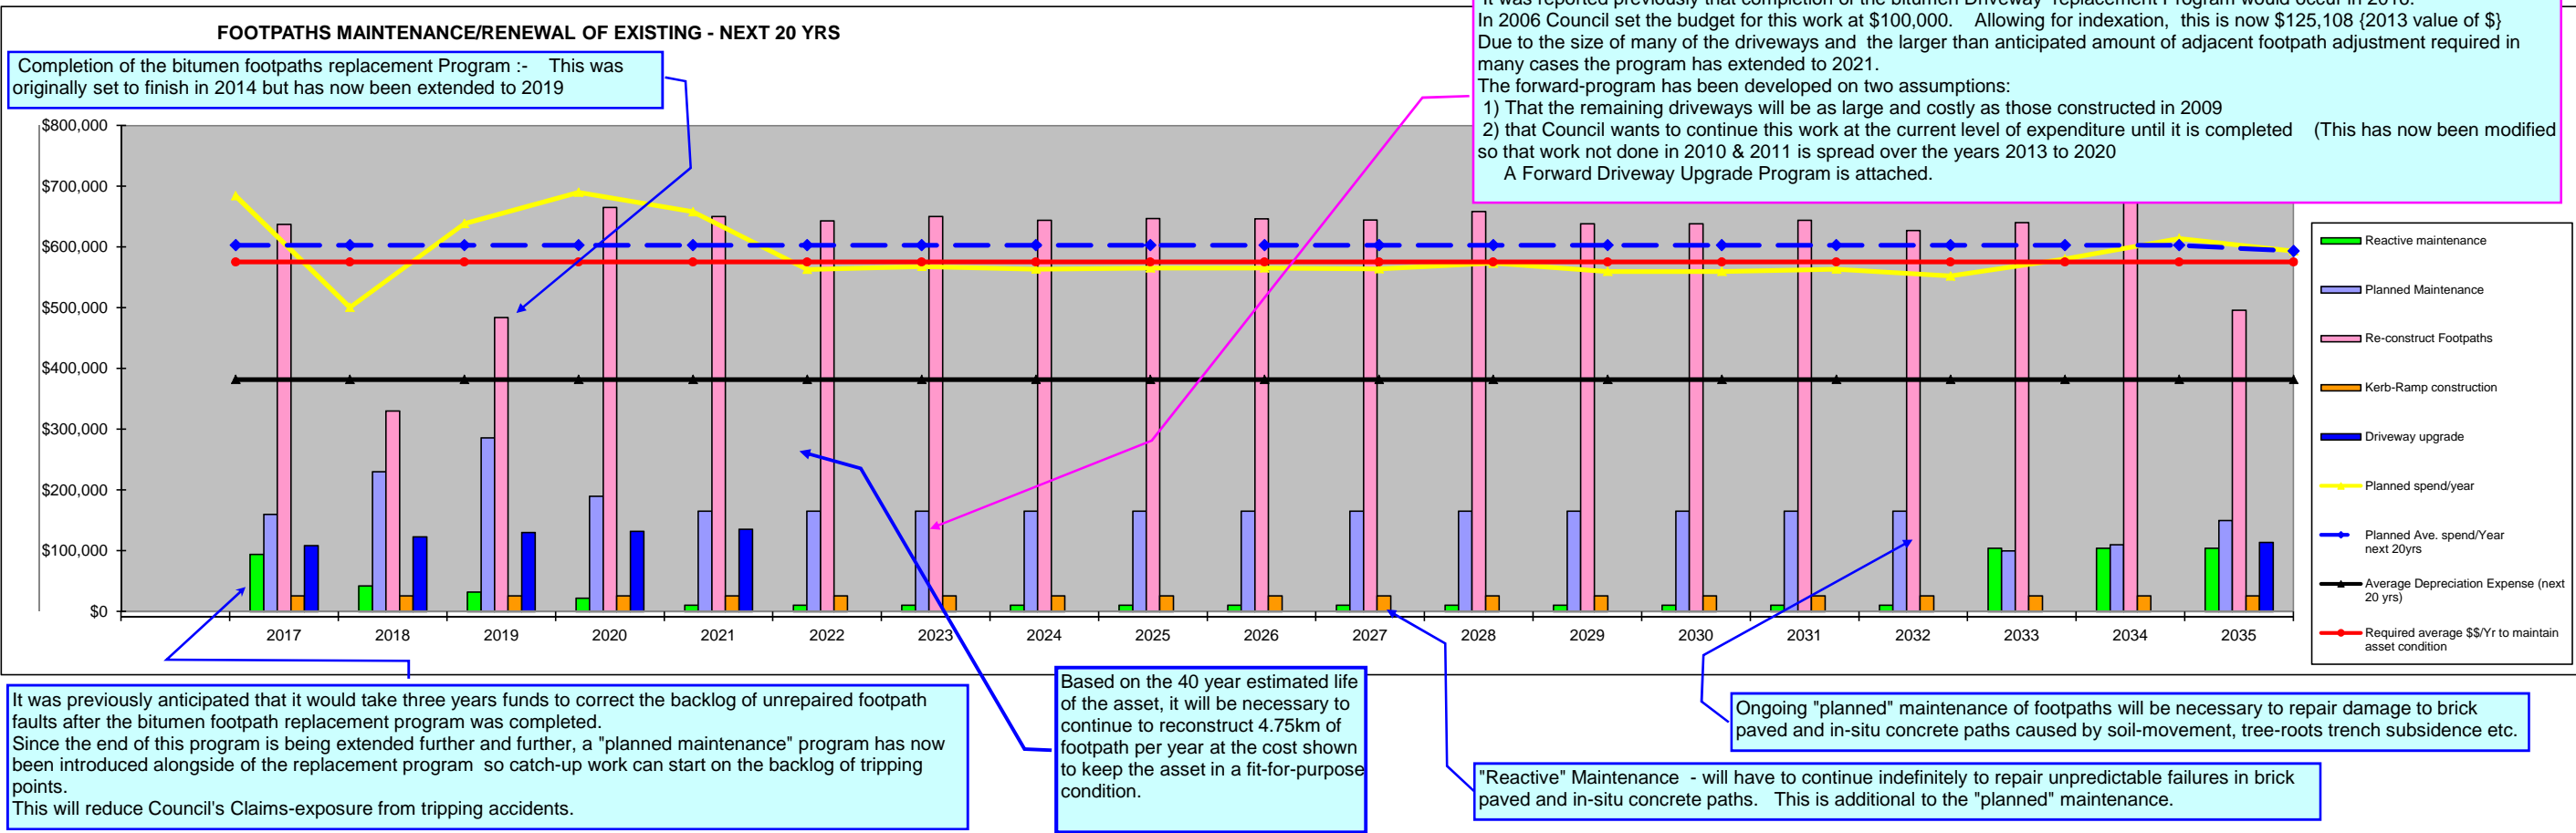 It was reported previously that completion of the bitumen Driveway replacement Program would occur in 2016.
In 2006 Council set the budget for this work at $100,000. Allowing for indexation, this is now $125,108 {2013 value of $}
Due to the size of many of the driveways and the larger than anticipated amount of adjacent footpath adjustment required in
many cases the program has extended to 2021.
The forward-program has been developed on two assumptions:
1) That the remaining driveways will be as large and costly as those constructed in 2009
2) that Council wants to continue this work at the current level of expenditure until it is completed (This has now been modified
so that work not done in 2010 & 2011 is spread over the years 2013 to 2020
A Forward Driveway Upgrade Program is attached.
FOOTPATHS MAINTENANCE/RENEWAL OF EXISTING - NEXT 20 YRS
Completion of the bitumen footpaths replacement Program :- This was
originally set to finish in 2014 but has now been extended to 2019
$800,000
$700,000
$600,000
$500,000
$400,000
$300,000
$200,000
$100,000
$0
2017 2018 2019 2020 2021 2022 2023 2024 2025 2026 2027 2028 2029 2030 2031 2032 2033 2034 2035
Reactive maintenance
Planned Maintenance
Re-construct Footpaths
Kerb-Ramp construction
Driveway upgrade
Planned spend/year
Planned Ave. spend/Year
next 20yrs
Average Depreciation Expense (next
20 yrs)
Required average $$/Yr to maintain
asset condition
It was previously anticipated that it would take three years funds to correct the backlog of unrepaired footpath
faults after the bitumen footpath replacement program was completed.
Since the end of this program is being extended further and further, a "planned maintenance" program has now
been introduced alongside of the replacement program so catch-up work can start on the backlog of tripping
points.
This will reduce Council's Claims-exposure from tripping accidents.
Based on the 40 year estimated life
of the asset, it will be necessary to
continue to reconstruct 4.75km of
footpath per year at the cost shown
to keep the asset in a fit-for-purpose
condition.
Ongoing "planned" maintenance of footpaths will be necessary to repair damage to brick
paved and in-situ concrete paths caused by soil-movement, tree-roots trench subsidence etc.
"Reactive" Maintenance - will have to continue indefinitely to repair unpredictable failures in brick
paved and in-situ concrete paths. This is additional to the "planned" maintenance.